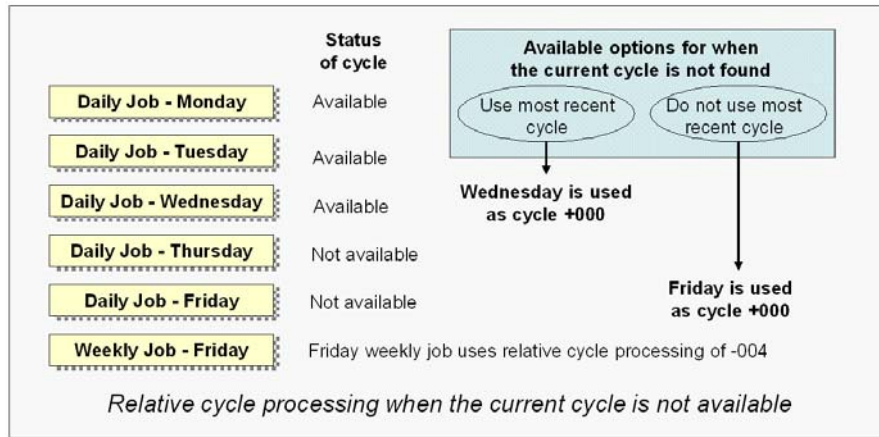 Status
of cycle
Available options for when
the current cycle is not found
Use most recent
cycle
Do not use most
recent cycle
Daily Job - Monday
Available
Daily Job - Tuesday
Available
Daily Job - Wednesday
Available
Wednesday is used
as cycle +000
Daily Job - Thursday
Not available
Daily Job - Friday
Not available
Friday is used
as cycle +000
Weekly Job - Friday
Friday weekly job uses relative cycle processing of -004
Relative cycle processing when the current cycle is not available